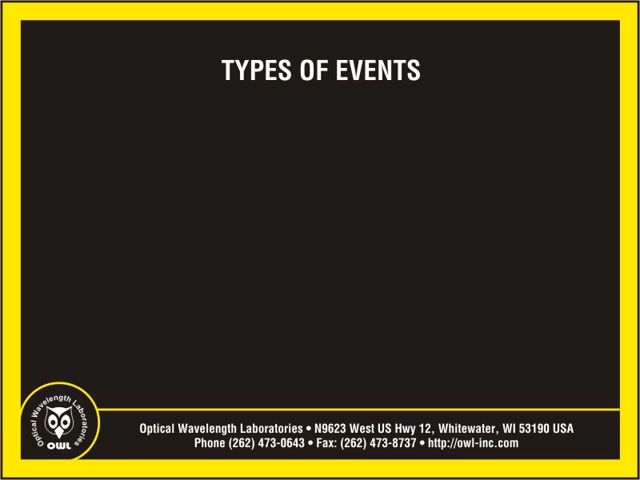 TYPES OF EVENTS
Optical Wavelength Laboratories
OWL
Optical Wavelength Laboratories • N9623 West US Hwy 12, Whitewater, WI 53190 USA
Phone (262) 473-0643 • Fax: (262) 473-8737 • http://owl-inc.com